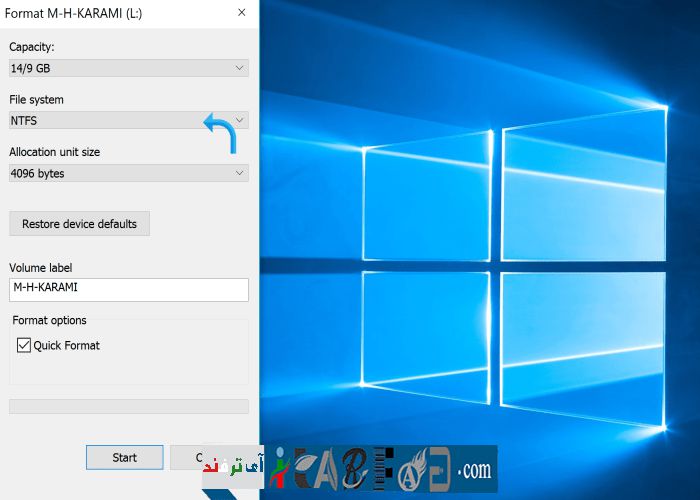 Format M-H-KARAMI (L:)
Capacity:
14/9 GB
File system
NTFS
Allocation unit size
4096 bytes
Restore device defaults
Volume label
M-H-KARAMI
Format options
Quick Format
Start
آی ترفند
.com